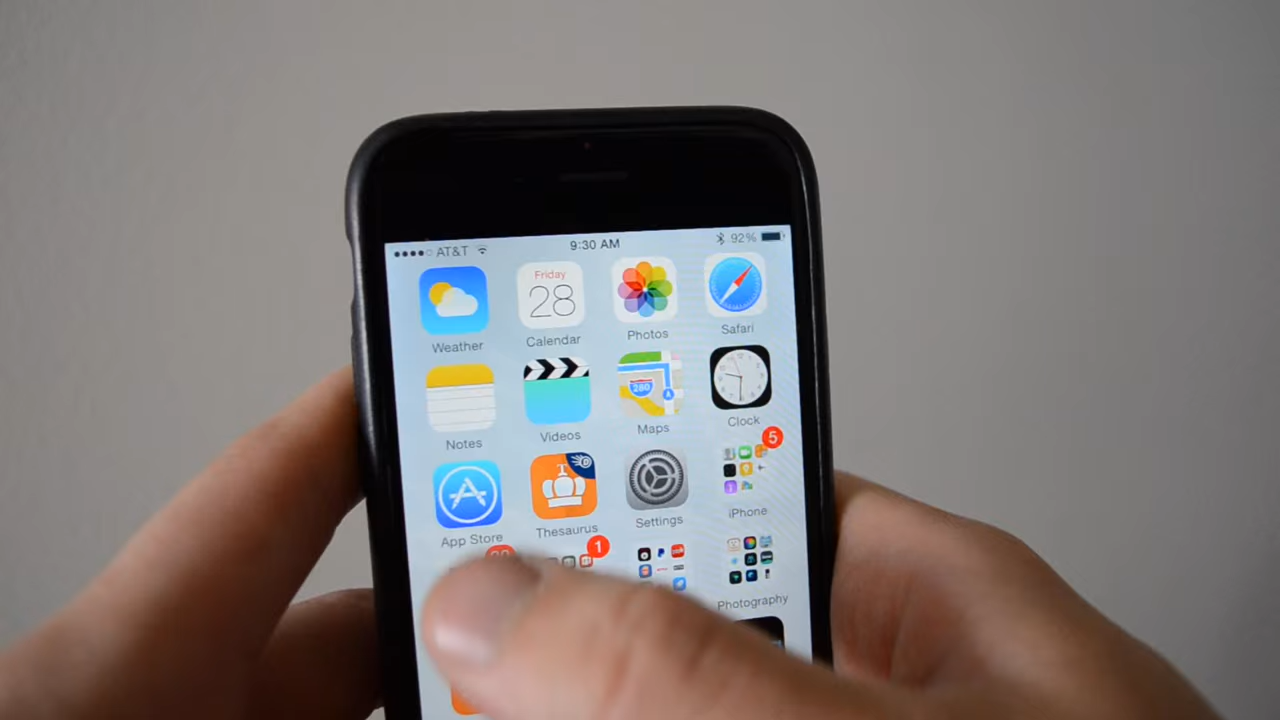 AT&T 9:30 AM 92%
Friday
28
Weather Calendar Photos Safari
280
Notes Videos Maps Clock
5
App Store Thesaurus Settings iPhone
1
Photography